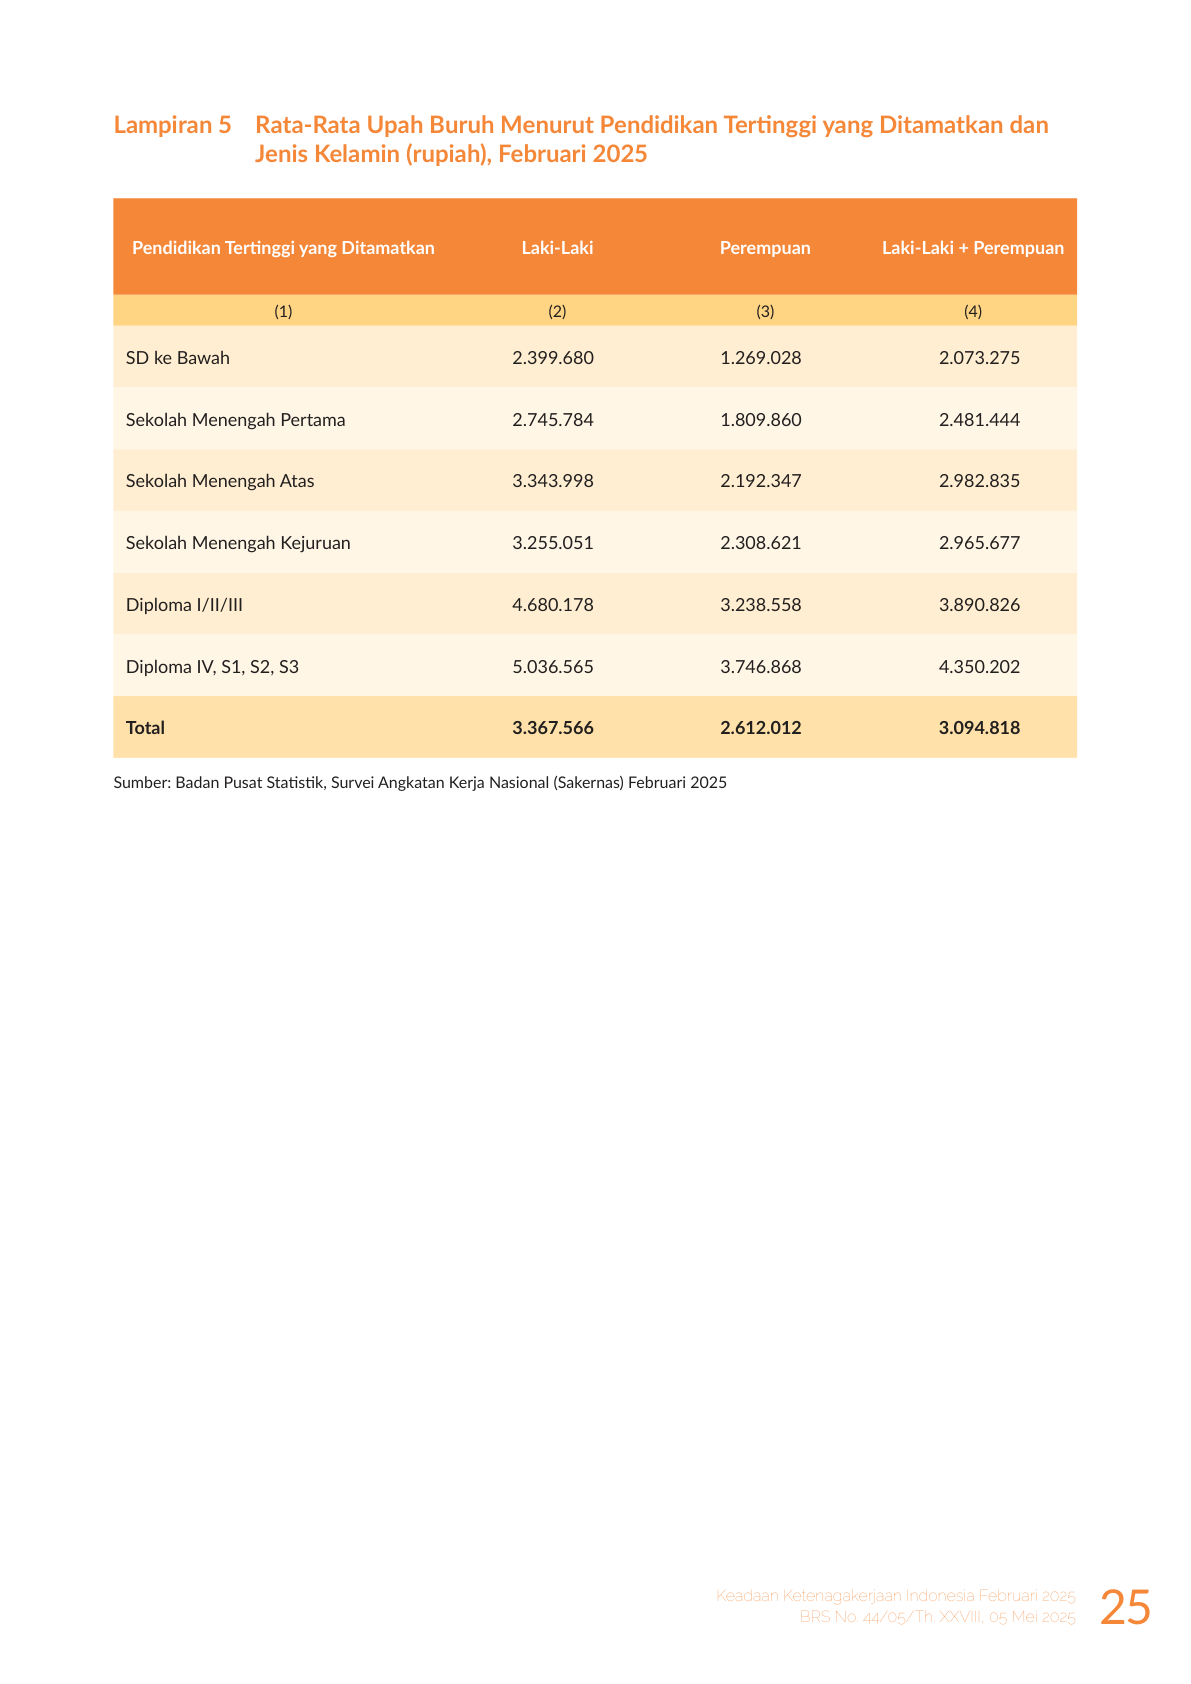 Lampiran 5 Rata-Rata Upah Buruh Menurut Pendidikan Tertinggi yang Ditamatkan dan
Jenis Kelamin (rupiah), Februari 2025
Pendidikan Tertinggi yang Ditamatkan Laki-Laki Perempuan Laki-Laki + Perempuan
(1) (2) (3) (4)
SD ke Bawah 2.399.680 1.269.028 2.073.275
Sekolah Menengah Pertama 2.745.784 1.809.860 2.481.444
Sekolah Menengah Atas 3.343.998 2.192.347 2.982.835
Sekolah Menengah Kejuruan 3.255.051 2.308.621 2.965.677
Diploma I/II/III 4.680.178 3.238.558 3.890.826
Diploma IV, S1, S2, S3 5.036.565 3.746.868 4.350.202
Total 3.367.566 2.612.012 3.094.818
Sumber: Badan Pusat Statistik, Survei Angkatan Kerja Nasional (Sakernas) Februari 2025
Keadaan Ketenagakerjaan Indonesia Februari 2025
BRS No. 44/05/Th. XXVIII, 05 Mei 2025
25